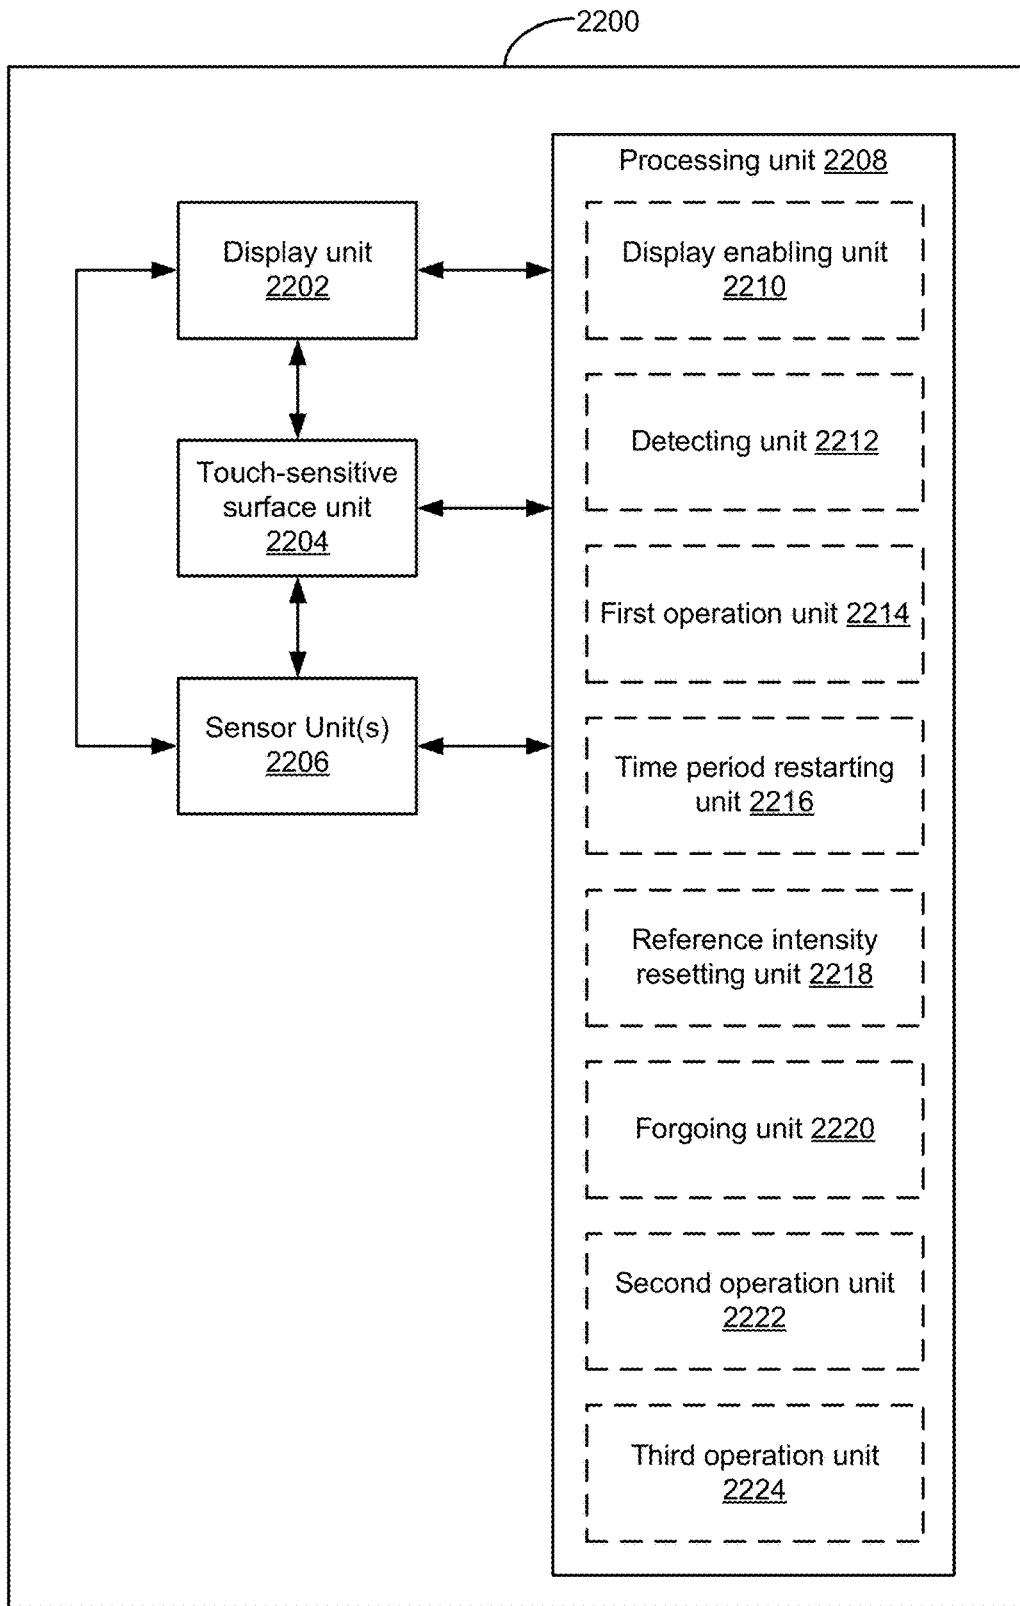 2200
Processing unit 2208
Display unit
2202
Touch-sensitive
surface unit
2204
Sensor Unit(s)
2206
Display enabling unit
2210
Detecting unit 2212
First operation unit 2214
Time period restarting
unit 2216
Reference intensity
resetting unit 2218
Forgoing unit 2220
Second operation unit
2222
Third operation unit
2224